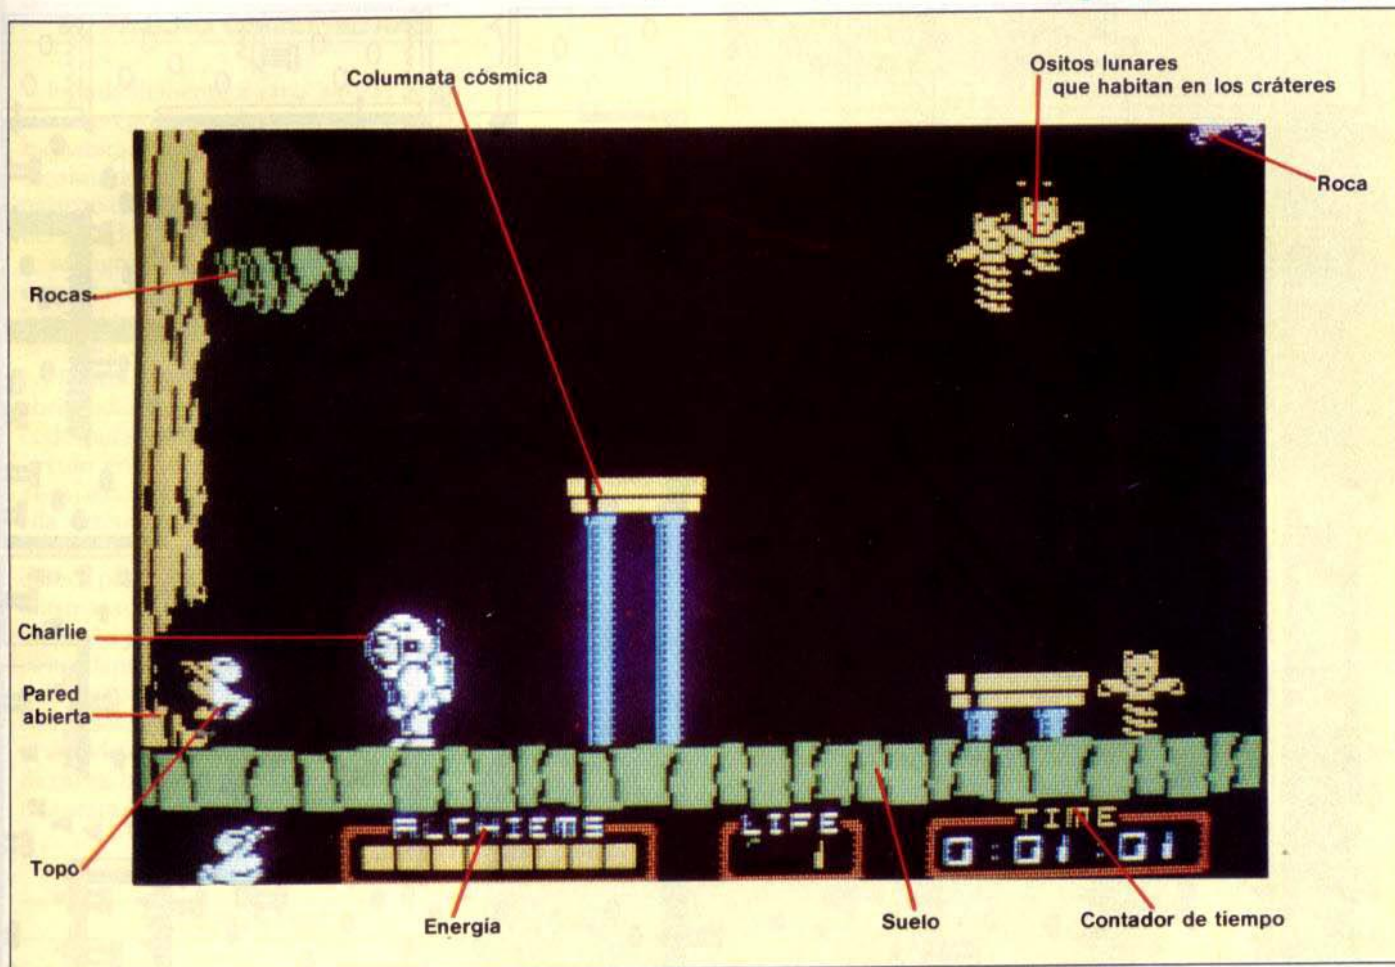 Columnata cósmica
Ositos lunares
que habitan en los cráteres
Roca
Rocas
Charlie
Pared
abierta
ALCHIEMS
LIFE
TIME
1
0:01:01
Topo
Energía
Suelo
Contador de tiempo